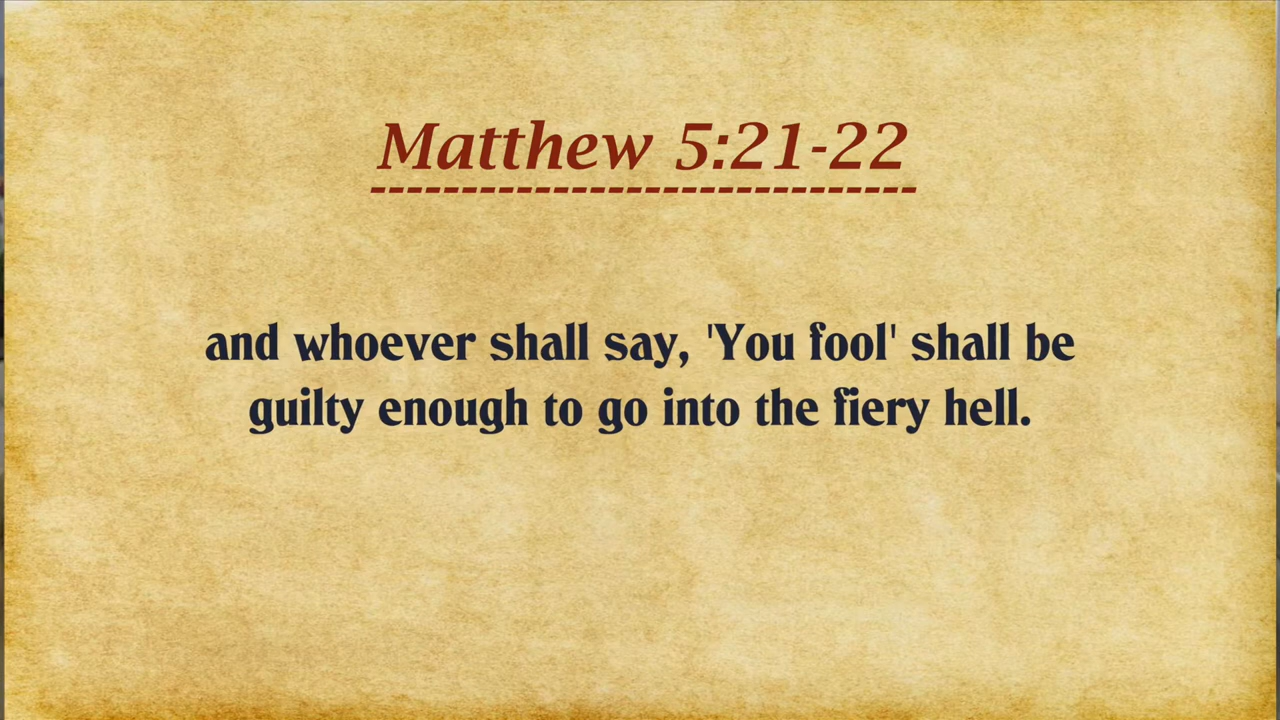 Matthew 5:21-22
and whoever shall say, 'You fool' shall be
guilty enough to go into the fiery hell.